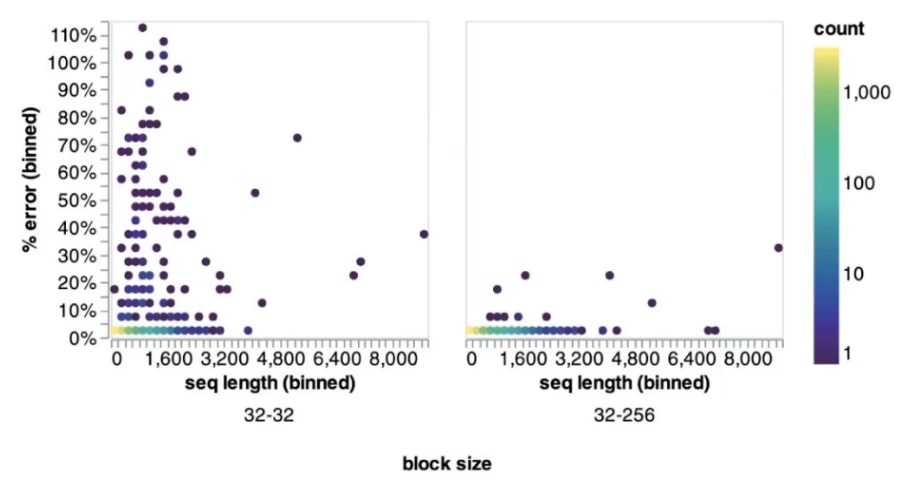 % error (binned)
110%
100%
90%
80%
70%
60%
50%
40%
30%
20%
10%
0%
0 1,600 3,200 4,800 6,400 8,000
seq length (binned)
32-32
0 1,600 3,200 4,800 6,400 8,000
seq length (binned)
32-256
block size
count
1,000
100
10
1